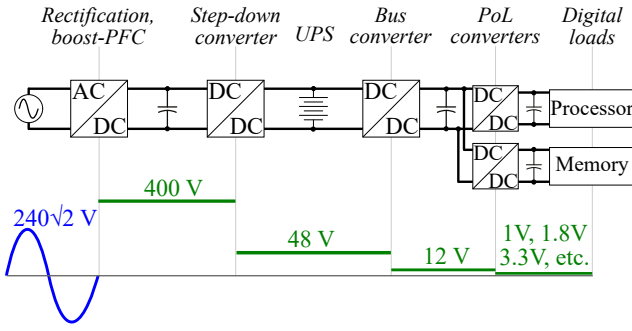 Rectification,
boost-PFC
Step-down
converter
UPS
Bus
converter
PoL
converters
Digital
loads
AC
DC
DC
DC
DC
DC
DC
DC
Processor
DC
DC
Memory
240√2 V
400 V
48 V
12 V
1V, 1.8V
3.3V, etc.